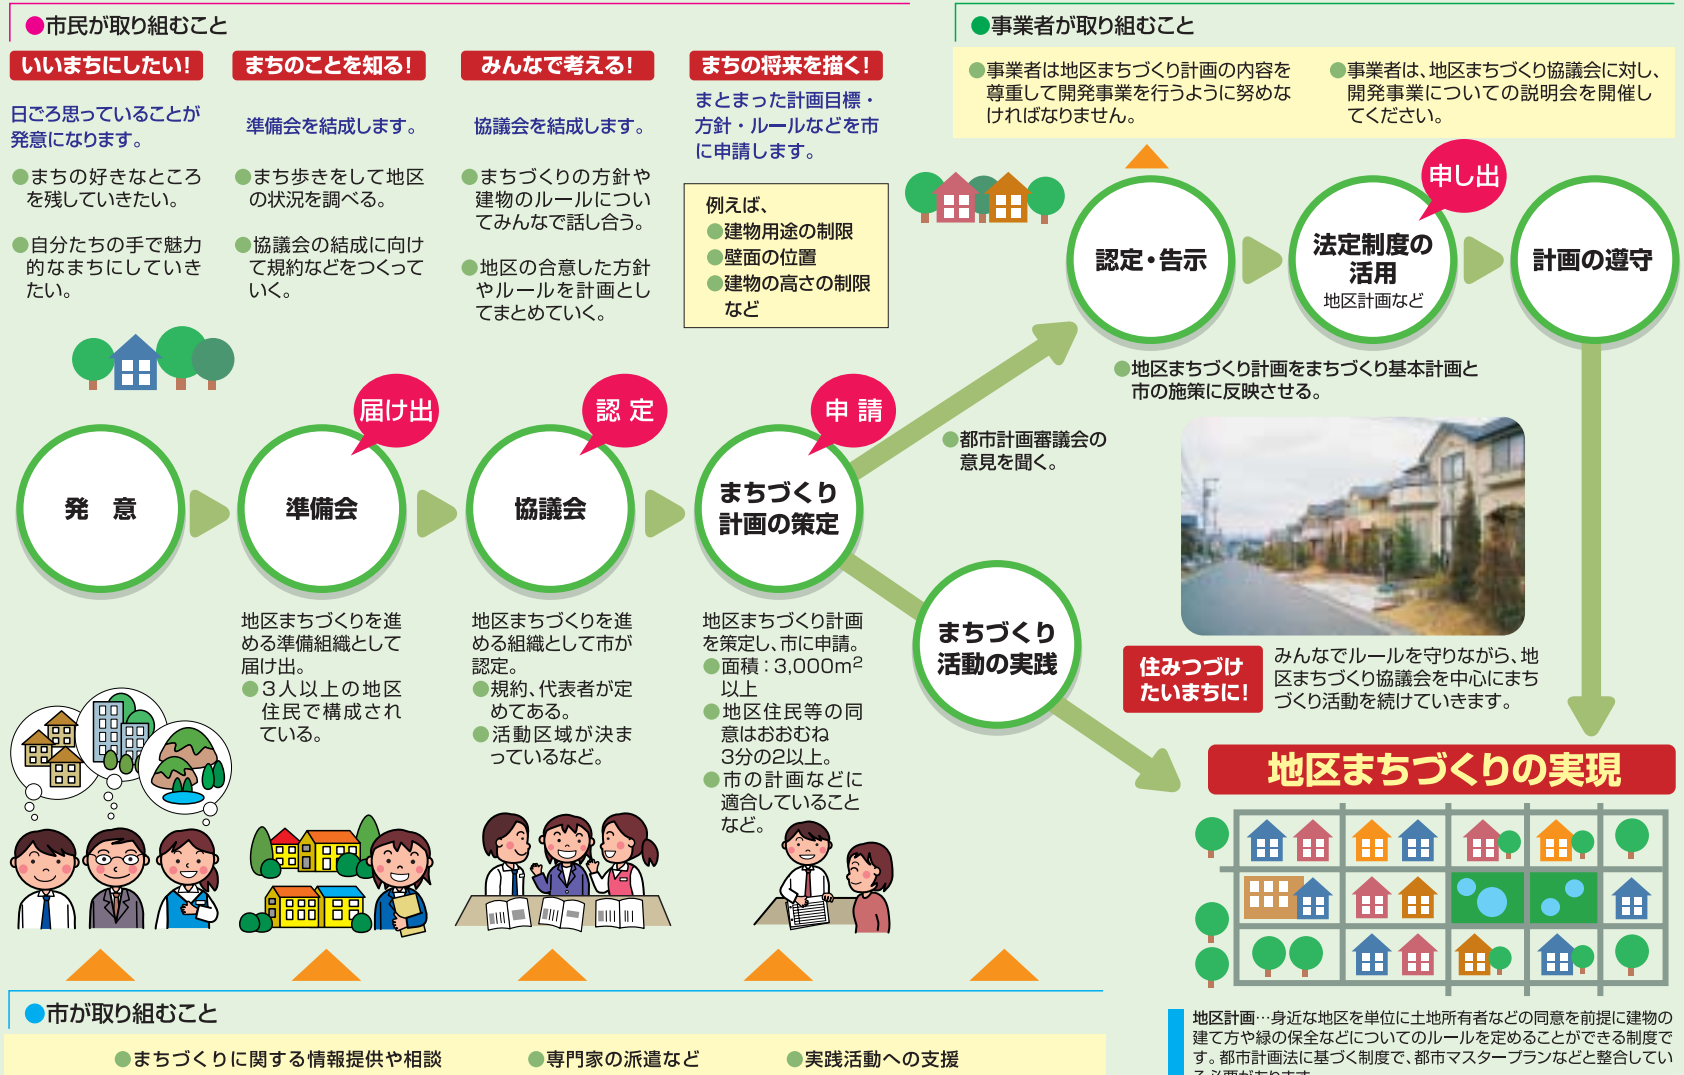 ●市民が取り組むこと
いいまちにしたい！
日ごろ思っていることが
発意になります。
●まちの好きなところ
を残していきたい。
●自分たちの手で魅力
的なまちにしていき
たい。
まちのことを知る！
準備会を結成します。
●まち歩きをして地区
の状況を調べる。
●協議会の結成に向け
て規約などをつくって
いく。
みんなで考える！
協議会を結成します。
●まちづくりの方針や
建物のルールについ
てみんなで話し合う。
●地区の合意した方針
やルールを計画とし
てまとめていく。
まちの将来を描く！
まとまった計画目標・
方針・ルールなどを市
に申請します。
例えば、
●建物用途の制限
●壁面の位置
●建物の高さの制限
など
●事業者が取り組むこと
●事業者は地区まちづくり計画の内容を
尊重して開発事業を行うように努めな
ければなりません。
●事業者は、地区まちづくり協議会に対し、
開発事業についての説明会を開催し
てください。
発 意
届け出
準備会
認 定
協議会
申 請
まちづくり
計画の策定
地区まちづくりを進
める準備組織として
届け出。
●3人以上の地区
住民で構成され
ている。
地区まちづくりを進
める組織として市が
認定。
●規約、代表者が定
めてある。
●活動区域が決ま
っているなど。
地区まちづくり計画
を策定し、市に申請。
●面積：3,000m²
以上
●地区住民等の同
意はおおむね
3分の2以上。
●市の計画などに
適合していること
など。
●都市計画審議会の
意見を聞く。
認定・告示
申し出
法定制度の
活用
地区計画など
計画の遵守
●地区まちづくり計画をまちづくり基本計画と
市の施策に反映させる。
まちづくり
活動の実践
住みつづけ
たいまちに！
みんなでルールを守りながら、地
区まちづくり協議会を中心にまち
づくり活動を続けていきます。
地区まちづくりの実現
●市が取り組むこと
●まちづくりに関する情報提供や相談
●専門家の派遣など
●実践活動への支援
地区計画…身近な地区を単位に土地所有者などの同意を前提に建物の
建て方や緑の保全などについてのルールを定めることができる制度で
す。都市計画法に基づく制度で、都市マスタープランなどと整合してい